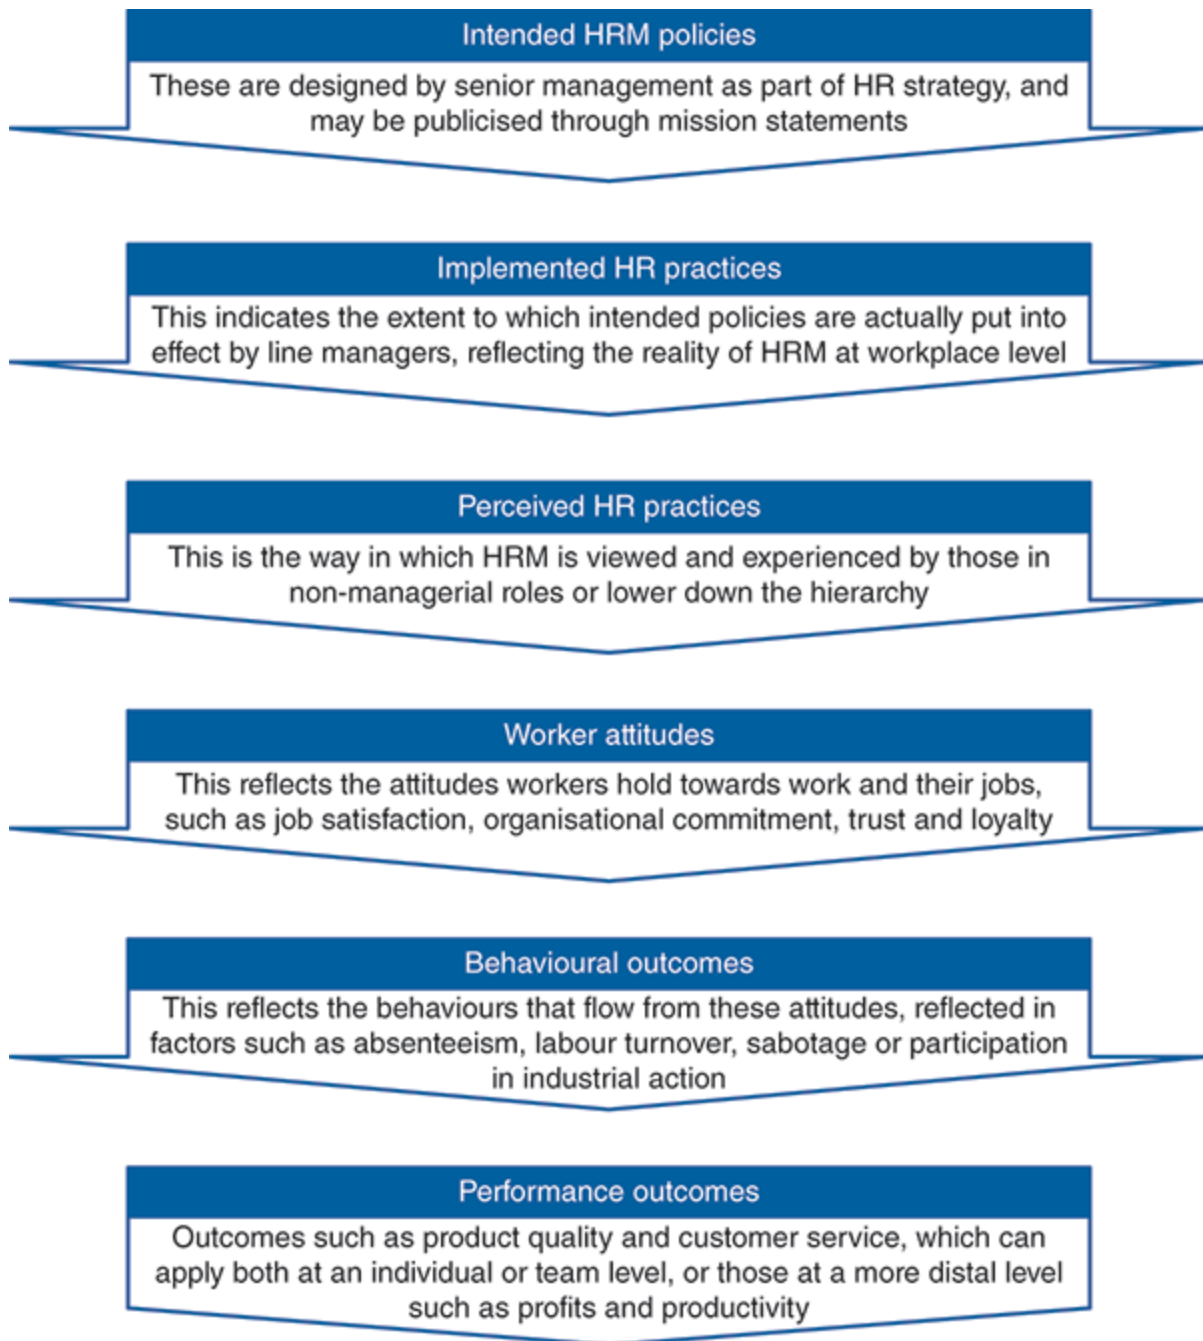 Intended HRM policies
These are designed by senior management as part of HR strategy, and
may be publicised through mission statements
Implemented HR practices
This indicates the extent to which intended policies are actually put into
effect by line managers, reflecting the reality of HRM at workplace level
Perceived HR practices
This is the way in which HRM is viewed and experienced by those in
non-managerial roles or lower down the hierarchy
Worker attitudes
This reflects the attitudes workers hold towards work and their jobs,
such as job satisfaction, organisational commitment, trust and loyalty
Behavioural outcomes
This reflects the behaviours that flow from these attitudes, reflected in
factors such as absenteeism, labour turnover, sabotage or participation
in industrial action
Performance outcomes
Outcomes such as product quality and customer service, which can
apply both at an individual or team level, or those at a more distal level
such as profits and productivity